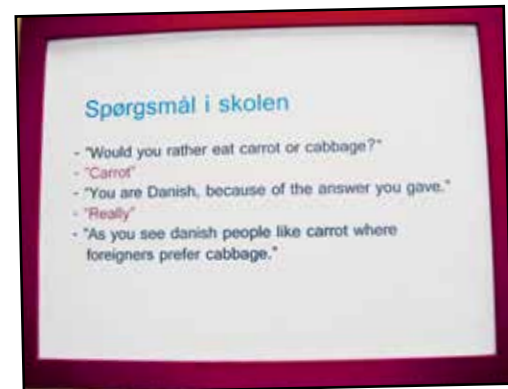 Spørgsmål i skolen
- "Would you rather eat carrot or cabbage?"
- "Carrot"
- "You are Danish, because of the answer you gave."
- "Really"
- "As you see danish people like carrot where
foreigners prefer cabbage."